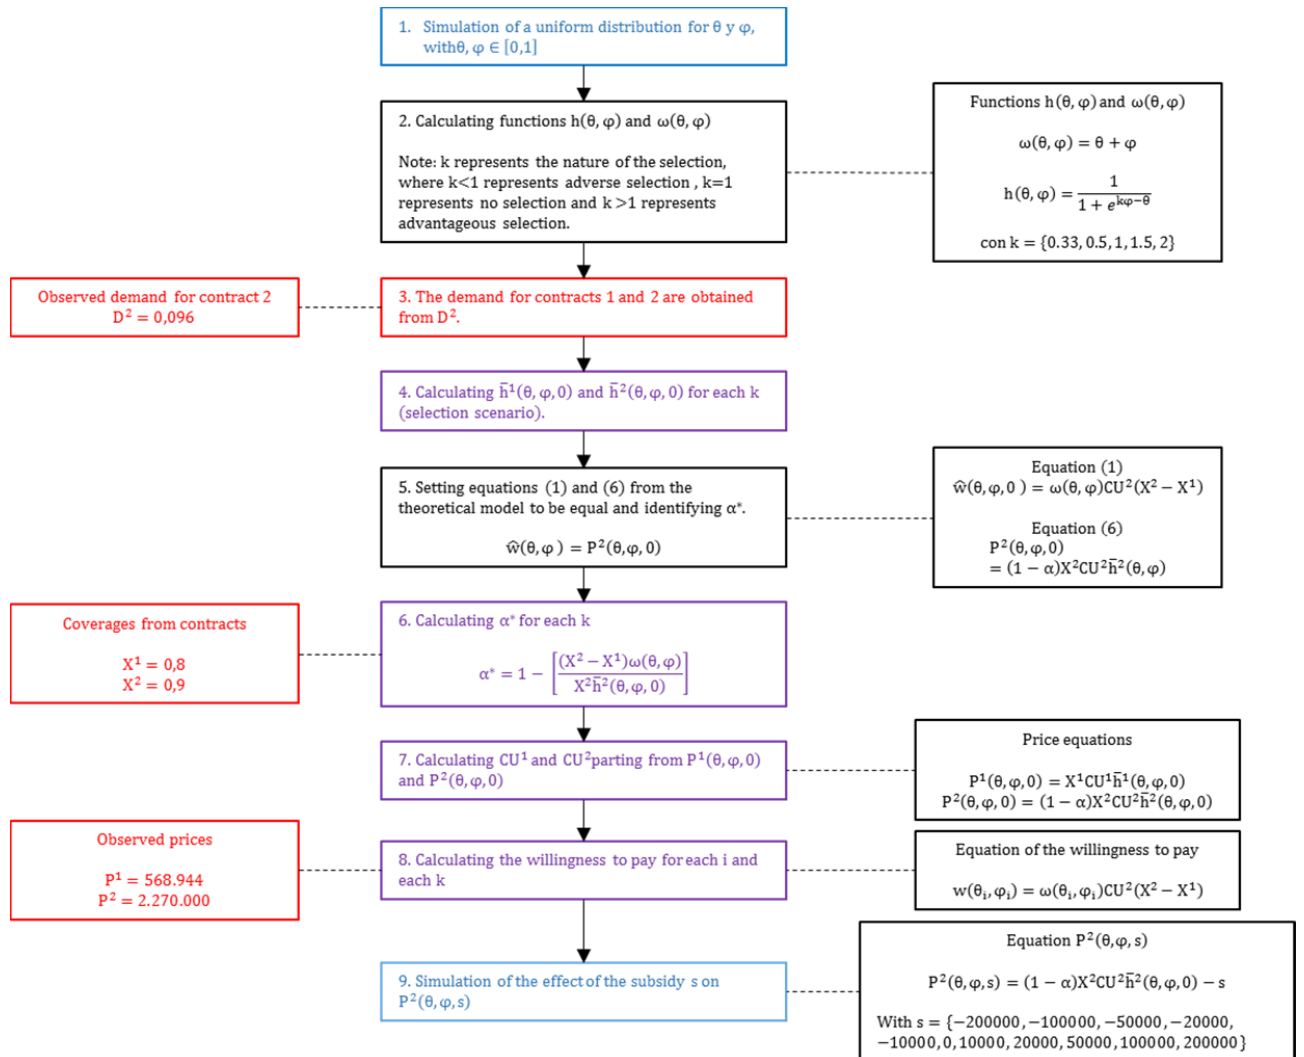 1. Simulation of a uniform distribution for θ y φ,
withθ, φ ∈ [0,1]
2. Calculating functions h(θ, φ) and ω(θ, φ)
Note: k represents the nature of the selection,
where k<1 represents adverse selection , k=1
represents no selection and k >1 represents
advantageous selection.
Functions h(θ, φ) and ω(θ, φ)
ω(θ, φ) = θ + φ
h(θ, φ) = 1 / (1 + e^(kφ−θ))
con k = {0.33, 0.5, 1, 1.5, 2}
Observed demand for contract 2
D² = 0,096
3. The demand for contracts 1 and 2 are obtained
from D².
4. Calculating h̄¹(θ, φ, 0) and h̄²(θ, φ, 0) for each k
(selection scenario).
5. Setting equations (1) and (6) from the
theoretical model to be equal and identifying α*.
ŵ(θ, φ ) = P²(θ, φ, 0)
Equation (1)
ŵ(θ, φ, 0 ) = ω(θ, φ)CU²(X² − X¹)
Equation (6)
P²(θ, φ, 0)
= (1 − α)X²CU²h̄²(θ, φ)
Coverages from contracts
X¹ = 0,8
X² = 0,9
6. Calculating α* for each k
α* = 1 − [(X² − X¹)ω(θ, φ) / X²h̄²(θ, φ, 0)]
7. Calculating CU¹ and CU²parting from P¹(θ, φ, 0)
and P²(θ, φ, 0)
Price equations
P¹(θ, φ, 0) = X¹CU¹h̄¹(θ, φ, 0)
P²(θ, φ, 0) = (1 − α)X²CU²h̄²(θ, φ, 0)
Observed prices
P¹ = 568.944
P² = 2.270.000
8. Calculating the willingness to pay for each i and
each k
Equation of the willingness to pay
w(θᵢ, φᵢ) = ω(θᵢ, φᵢ)CU²(X² − X¹)
9. Simulation of the effect of the subsidy s on
P²(θ, φ, s)
Equation P²(θ, φ, s)
P²(θ, φ, s) = (1 − α)X²CU²h̄²(θ, φ, 0) − s
With s = {−200000, −100000, −50000, −20000,
−10000, 0, 10000, 20000, 50000, 100000, 200000}